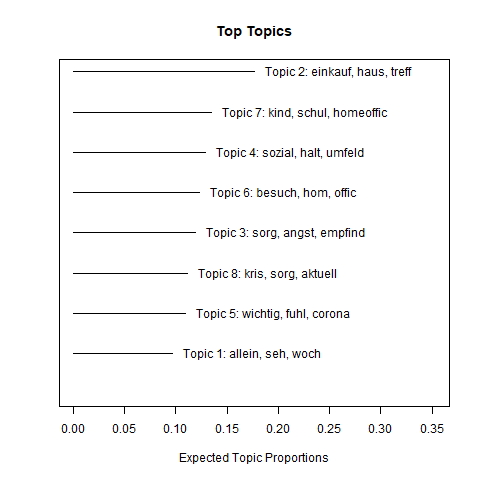 Top Topics
Topic 2: einkauf, haus, treff
Topic 7: kind, schul, homeoffic
Topic 4: sozial, halt, umfeld
Topic 6: besuch, hom, offic
Topic 3: sorg, angst, empfind
Topic 8: kris, sorg, aktuell
Topic 5: wichtig, fuhl, corona
Topic 1: allein, seh, woch
0.00 0.05 0.10 0.15 0.20 0.25 0.30 0.35
Expected Topic Proportions